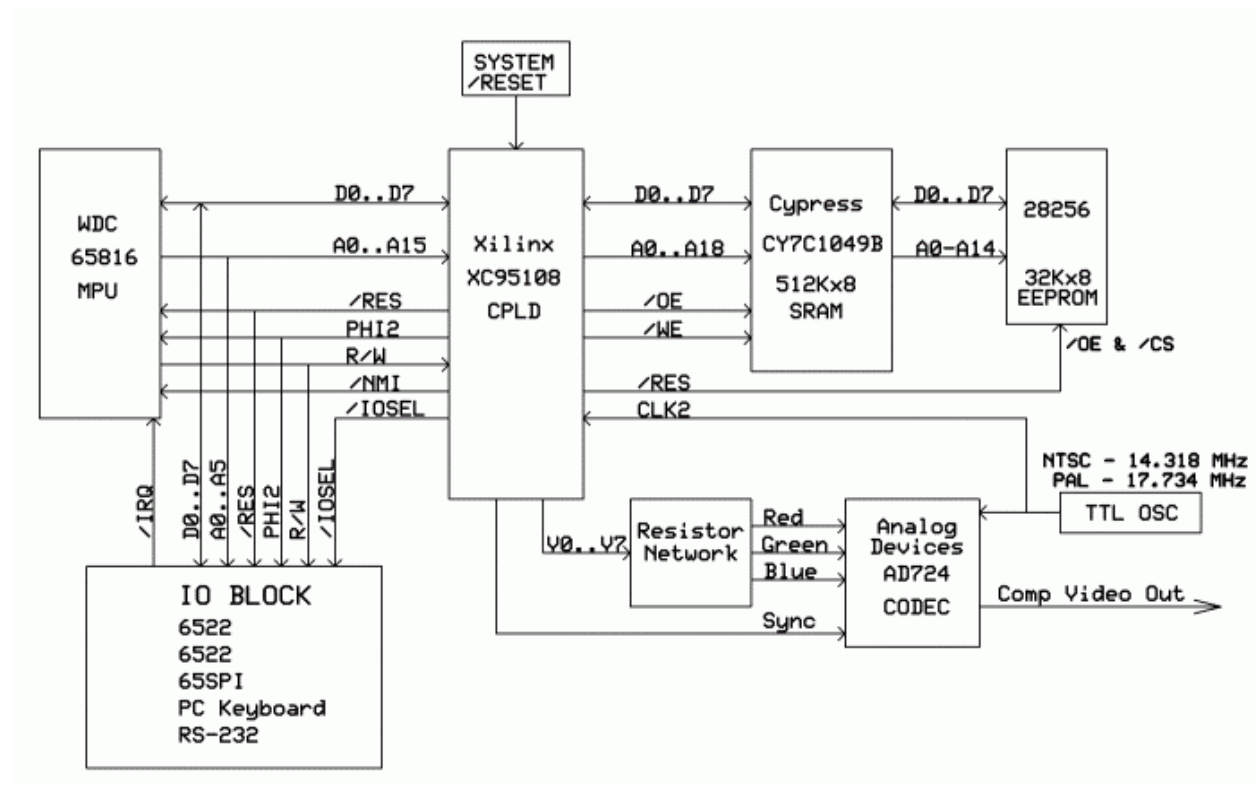 SYSTEM
/RESET
WDC
65816
MPU
D0..D7
A0..A15
/RES
PHI2
R/W
/NMI
/IOSEL
Xilinx
XC95108
CPLD
D0..D7
A0..A18
/OE
/WE
/RES
CLK2
Cypress
CY7C1049B
512Kx8
SRAM
D0..D7
A0-A14
28256
32Kx8
EEPROM
/OE & /CS
NTSC - 14.318 MHz
PAL - 17.734 MHz
TTL OSC
/IRQ
D0..D7
A0..A5
/RES
PHI2
R/W
/IOSEL
V0..V7
Resistor
Network
Red
Green
Blue
Sync
Analog
Devices
AD724
CODEC
Comp Video Out
IO BLOCK
6522
6522
65SPI
PC Keyboard
RS-232